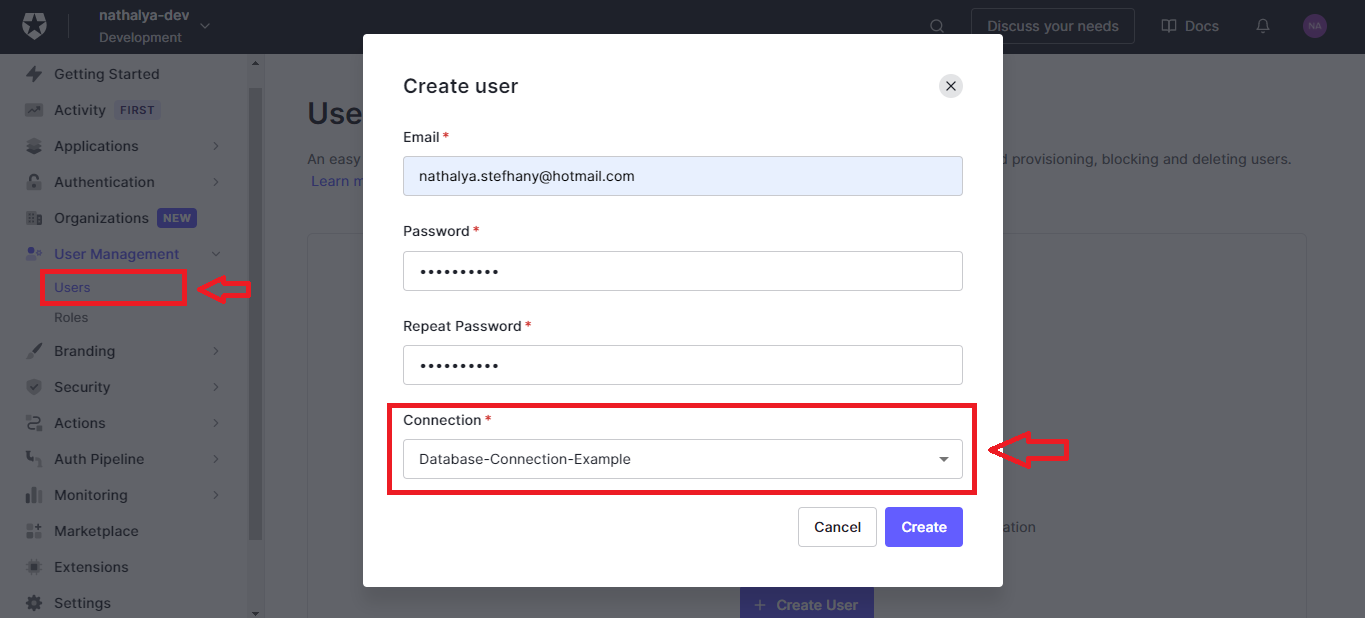 nathalya-dev
Development
Discuss your needs
Docs
NA
Getting Started
Activity FIRST
Applications
Authentication
Organizations NEW
User Management
Users
Roles
Branding
Security
Actions
Auth Pipeline
Monitoring
Marketplace
Extensions
Settings
Use
An easy
provisioning, blocking and deleting users.
Learn
Create user
Email *
nathalya.stefhany@hotmail.com
Password *
••••••••••
Repeat Password *
••••••••••
Connection *
Database-Connection-Example
Cancel
Create
ation
+ Create User